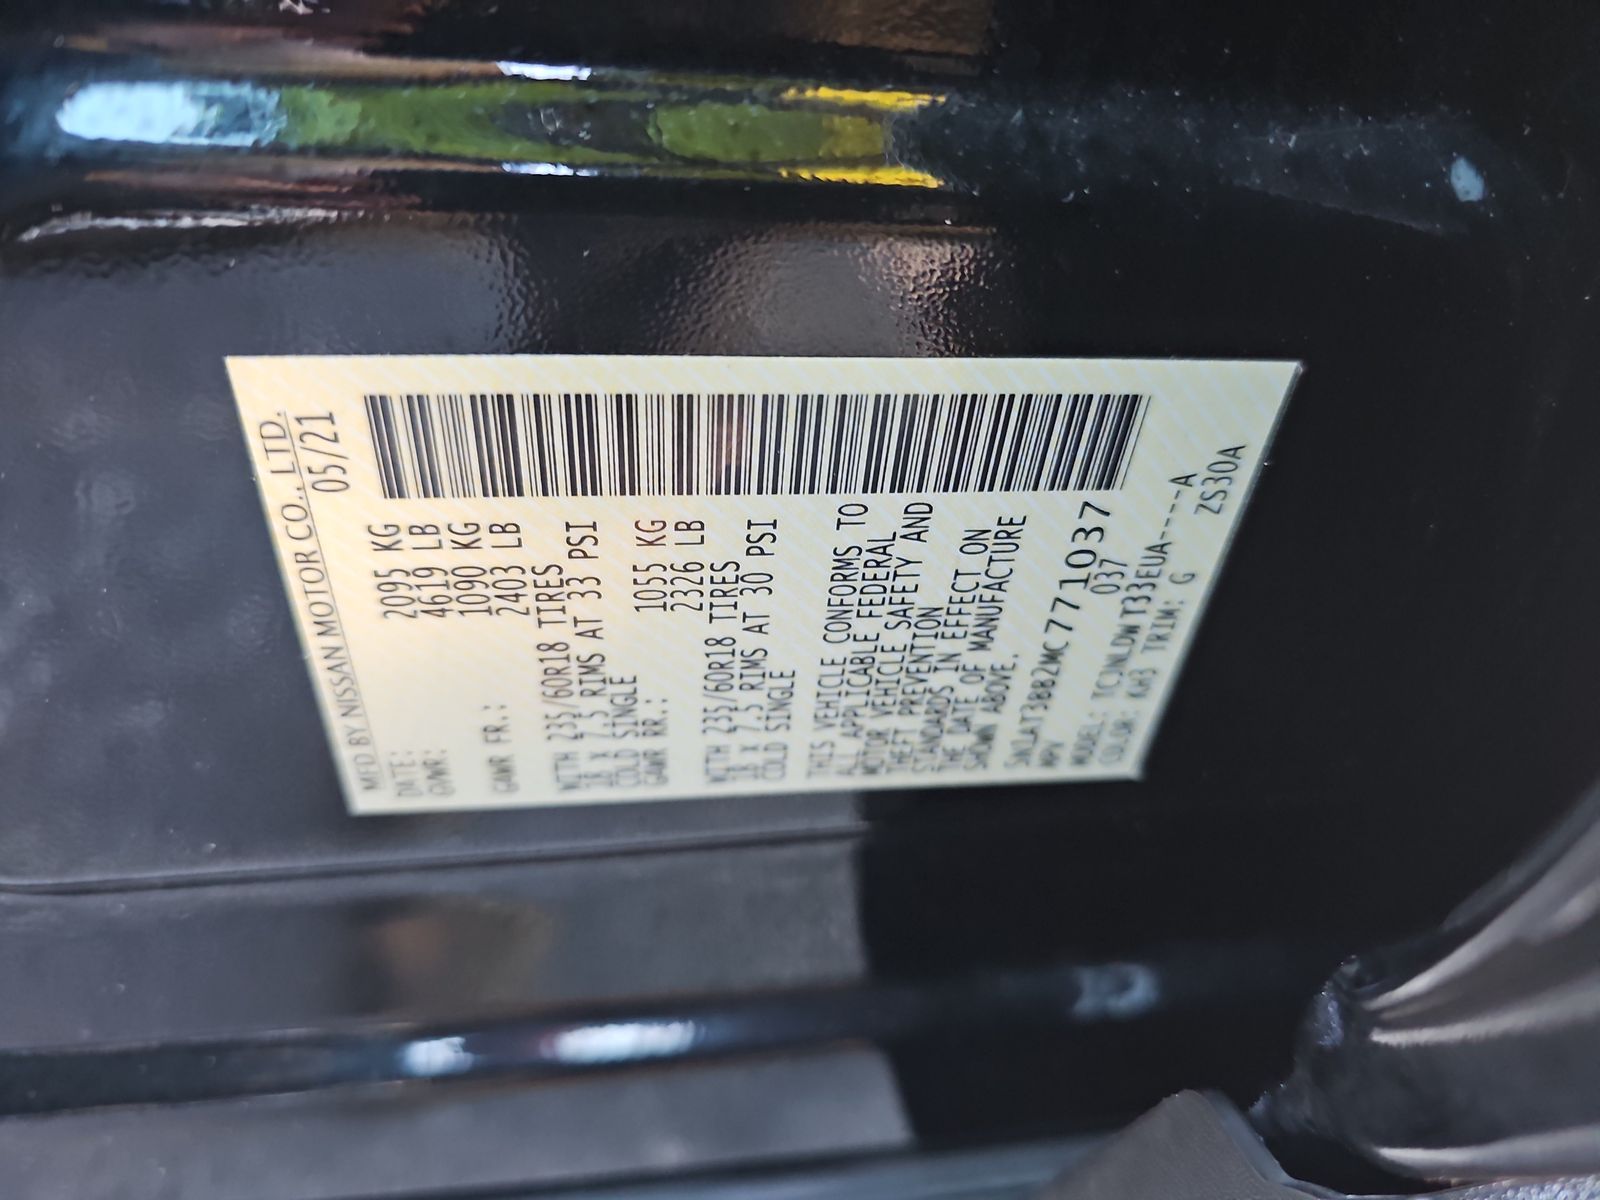 MFD BY NISSAN MOTOR CO., LTD.
DATE: 05/21
GVWR: 2095 KG
4619 LB
GAWR FR.: 1090 KG
2403 LB
WITH 235/60R18 TIRES
18 X 7.5 RIMS AT 33 PSI
COLD SINGLE
GAWR RR.: 1055 KG
2326 LB
WITH 235/60R18 TIRES
18 X 7.5 RIMS AT 30 PSI
COLD SINGLE
THIS VEHICLE CONFORMS TO
ALL APPLICABLE FEDERAL
MOTOR VEHICLE SAFETY AND
THEFT PREVENTION
STANDARDS IN EFFECT ON
THE DATE OF MANUFACTURE
SHOWN ABOVE.
5N1AT3BB2MC771037
MPV 037
MODEL: TCJNLDWT33EUA----A
COLOR: KH3 TRIM: G ZS30A